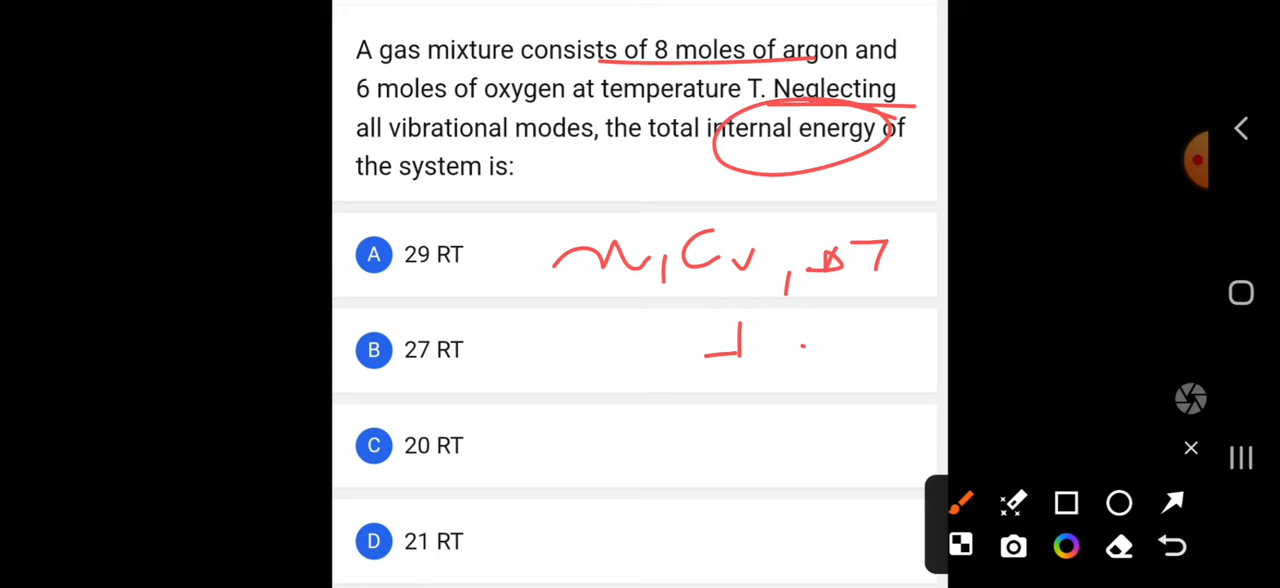 A gas mixture consists of 8 moles of argon and
6 moles of oxygen at temperature T. Neglecting
all vibrational modes, the total internal energy of
the system is:
A 29 RT
n₁Cv₁ΔT
B 27 RT
C 20 RT
D 21 RT